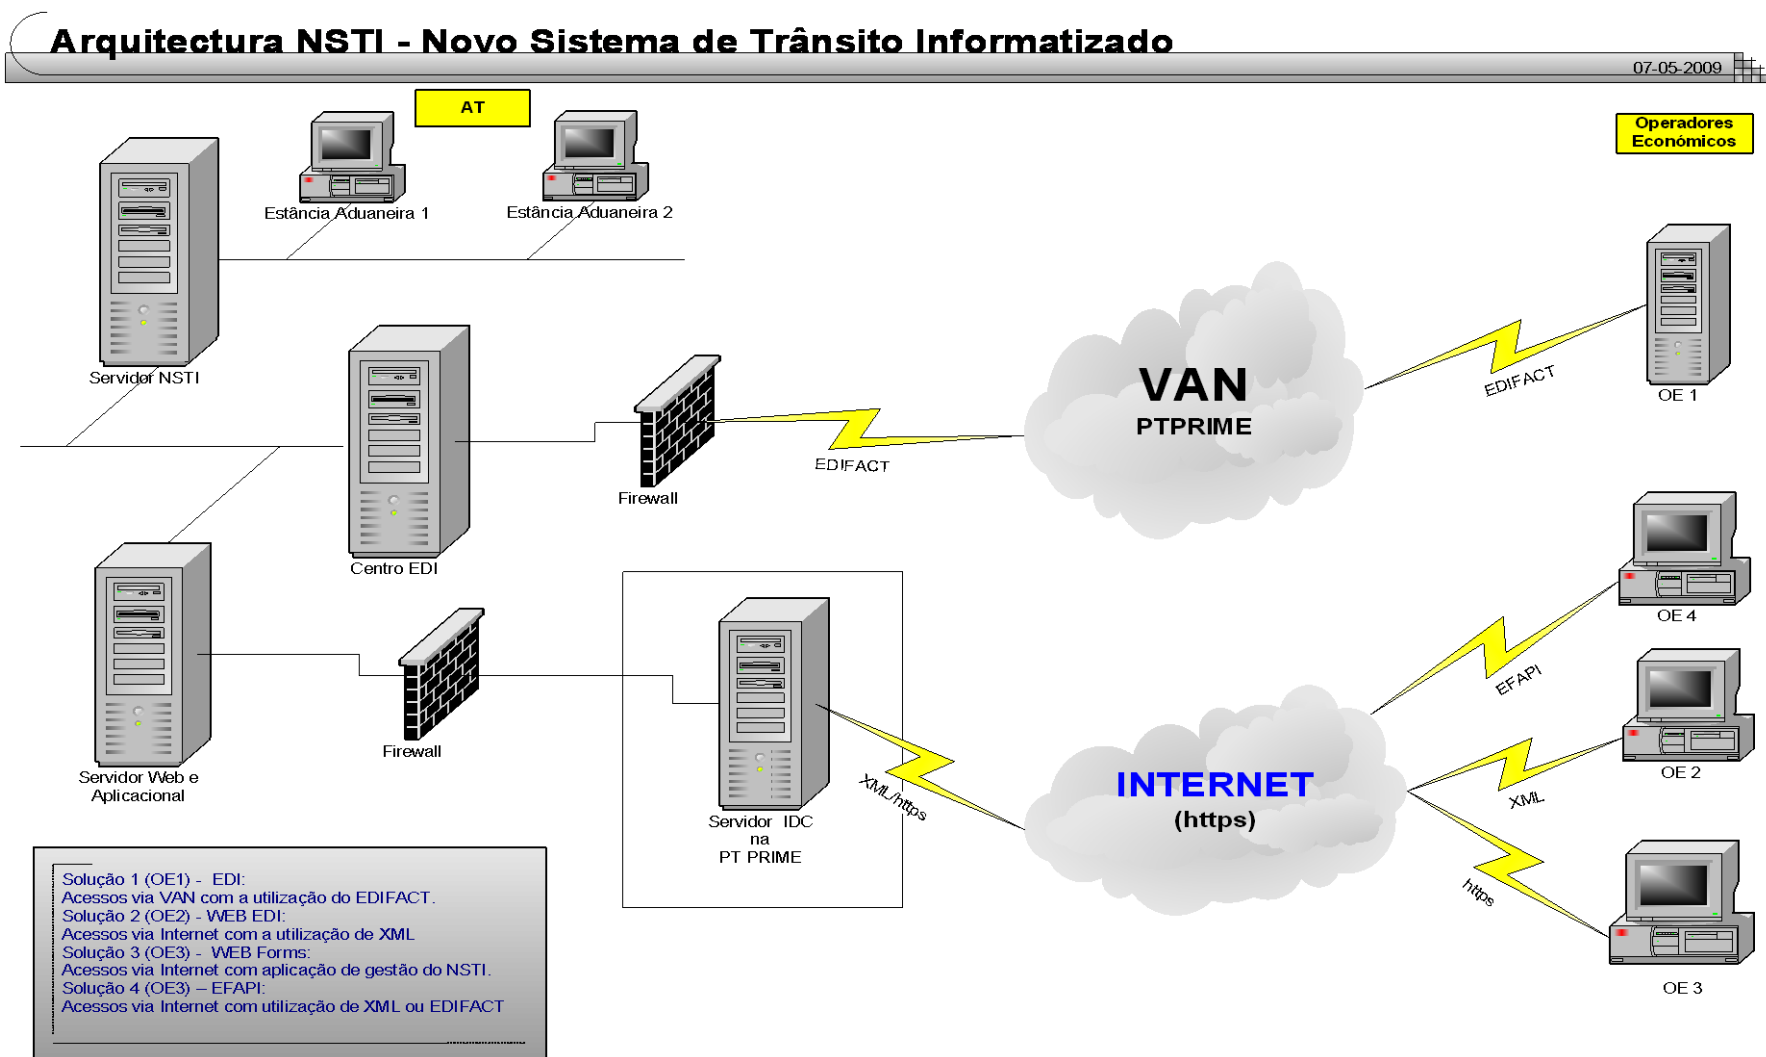 Arquitectura NSTI - Novo Sistema de Trânsito Informatizado
07-05-2009
AT
Operadores
Económicos
Estância Aduaneira 1
Estância Aduaneira 2
Servidor NSTI
VAN
PTPRIME
EDIFACT
OE 1
EDIFACT
Firewall
Centro EDI
OE 4
EFAPI
Firewall
Servidor Web e
Aplicacional
INTERNET
(https)
XML/https
OE 2
XML
Servidor IDC
na
PT PRIME
https
OE 3
Solução 1 (OE1) - EDI:
Acessos via VAN com a utilização do EDIFACT.
Solução 2 (OE2) - WEB EDI:
Acessos via Internet com a utilização de XML
Solução 3 (OE3) - WEB Forms:
Acessos via Internet com aplicação de gestão do NSTI.
Solução 4 (OE3) – EFAPI:
Acessos via Internet com utilização de XML ou EDIFACT